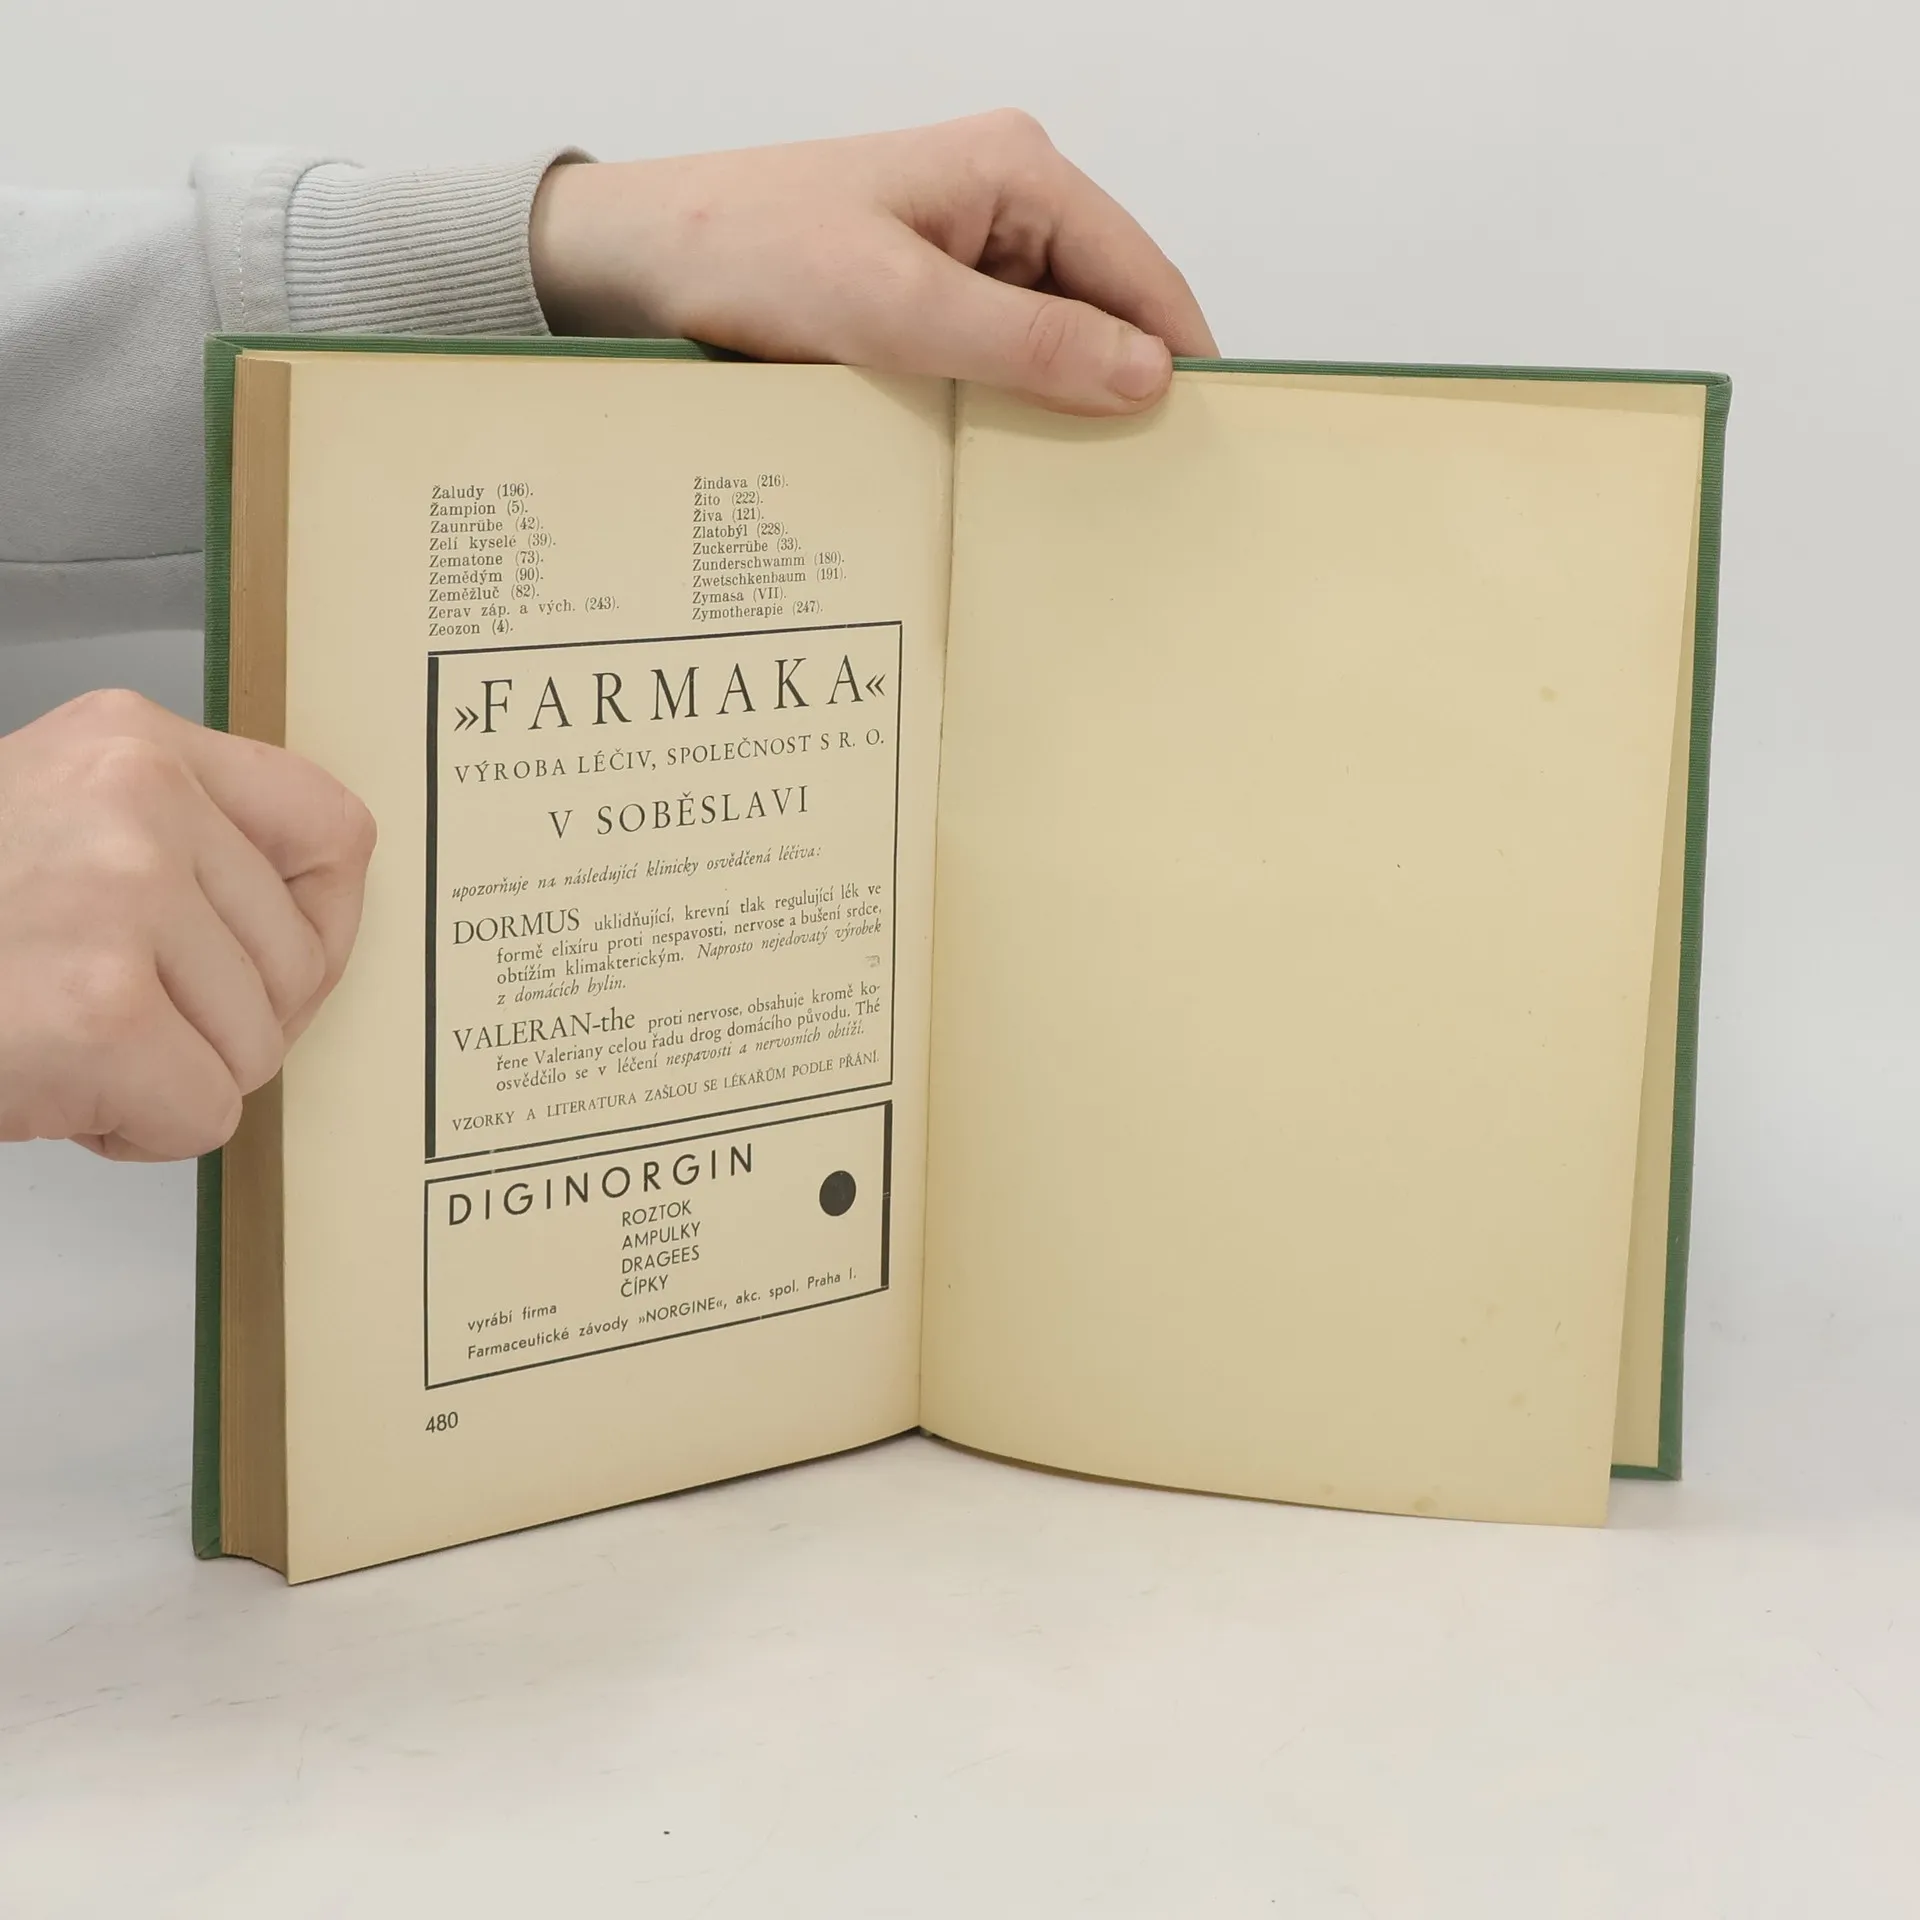 Žaludy (196).
Žampion (5).
Zaunrübe (42).
Zelí kyselé (39).
Zematone (73).
Zemědým (90).
Zeměžluč (82).
Zerav záp. a vých. (243).
Zeozon (4).
Žindava (216).
Žito (222).
Živa (121).
Zlatobýl (228).
Zuckerrübe (33).
Zunderschwamm (180).
Zwetschkenbaum (191).
Zymasa (VII).
Zymotherapie (247).
»FARMAKA«
VÝROBA LÉČIV, SPOLEČNOST S R. O.
V SOBĚSLAVI
upozorňuje na následující klinicky osvědčená léčiva:
DORMUS uklidňující, krevní tlak regulující lék ve
formě elixíru proti nespavosti, nervose a bušení srdce,
obtížím klimakterickým. Naprosto nejedovatý výrobek
z domácích bylin.
VALERAN-the proti nervose, obsahuje kromě ko-
řene Valeriany celou řadu drog domácího původu. Thé
osvědčilo se v léčení nespavosti a nervosních obtíží.
VZORKY A LITERATURA ZAŠLOU SE LÉKAŘŮM PODLE PŘÁNÍ.
DIGINORGIN
ROZTOK
AMPULKY
DRAGEES
ČÍPKY
vyrábí firma
Farmaceutické závody »NORGINE«, akc. spol. Praha I.
480